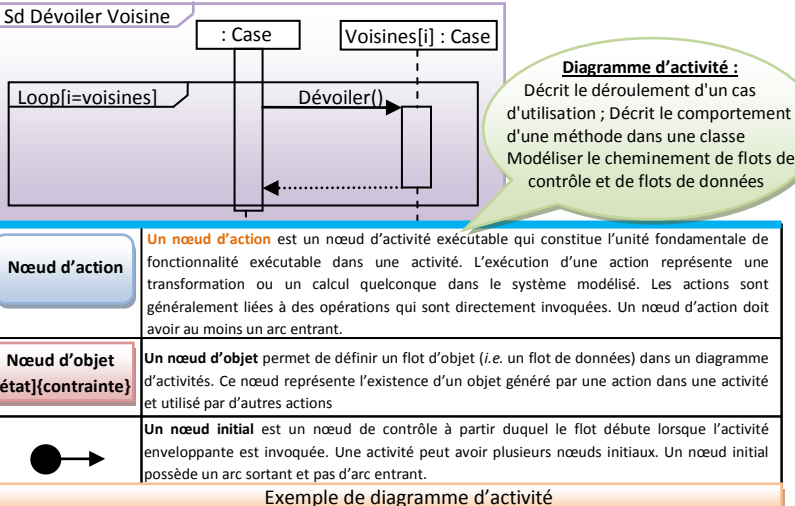 Sd Dévoiler Voisine
: Case
Voisines[i] : Case
Loop[i=voisines]
Dévoiler()
Diagramme d’activité :
Décrit le déroulement d'un cas
d'utilisation ; Décrit le comportement
d'une méthode dans une classe
Modéliser le cheminement de flots de
contrôle et de flots de données
Nœud d’action
Un nœud d’action est un nœud d’activité exécutable qui constitue l’unité fondamentale de
fonctionnalité exécutable dans une activité. L’exécution d’une action représente une
transformation ou un calcul quelconque dans le système modélisé. Les actions sont
généralement liées à des opérations qui sont directement invoquées. Un nœud d’action doit
avoir au moins un arc entrant.
Nœud d’objet
état]{contrainte}
Un nœud d’objet permet de définir un flot d’objet (i.e. un flot de données) dans un diagramme
d’activités. Ce nœud représente l’existence d’un objet généré par une action dans une activité
et utilisé par d’autres actions
Un nœud initial est un nœud de contrôle à partir duquel le flot débute lorsque l’activité
enveloppante est invoquée. Une activité peut avoir plusieurs nœuds initiaux. Un nœud initial
possède un arc sortant et pas d’arc entrant.
Exemple de diagramme d’activité